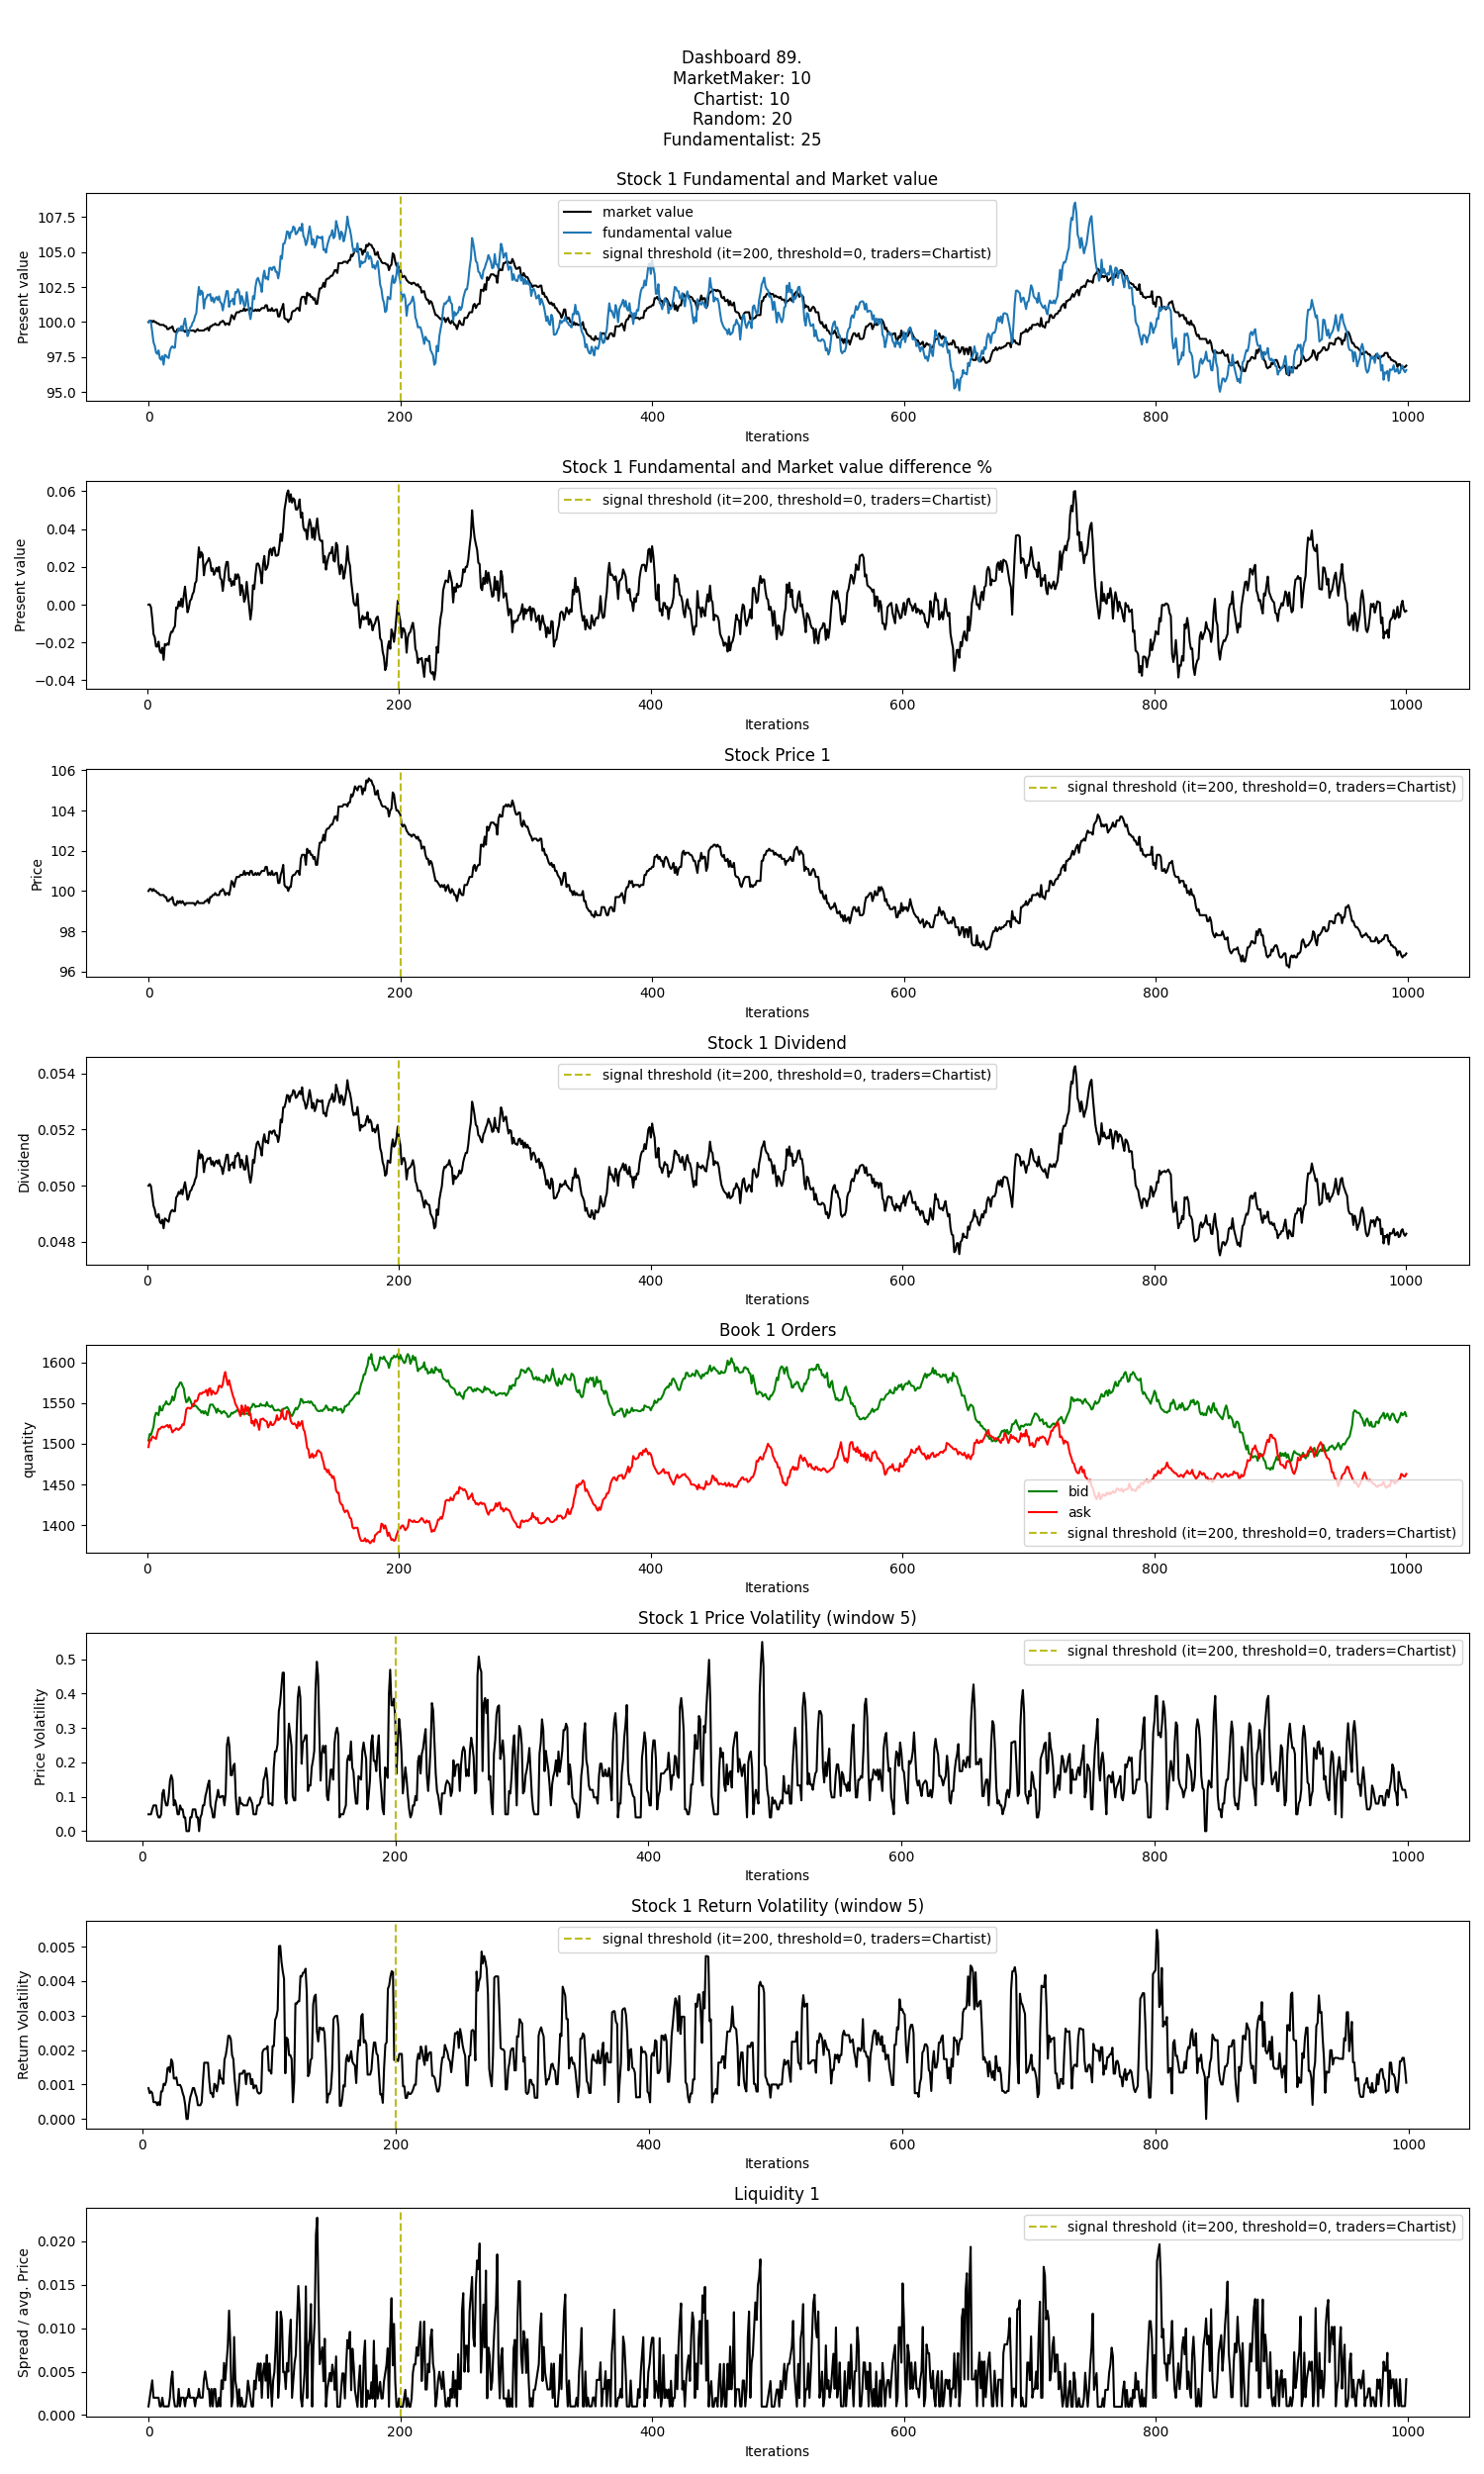 Dashboard 89.
MarketMaker: 10
Chartist: 10
Random: 20
Fundamentalist: 25
Stock 1 Fundamental and Market value
Present value
107.5
105.0
102.5
100.0
97.5
95.0
market value
fundamental value
signal threshold (it=200, threshold=0, traders=Chartist)
0 200 400 600 800 1000
Iterations
Stock 1 Fundamental and Market value difference %
Present value
0.06
0.04
0.02
0.00
−0.02
−0.04
signal threshold (it=200, threshold=0, traders=Chartist)
0 200 400 600 800 1000
Iterations
Stock Price 1
Price
106
104
102
100
98
96
signal threshold (it=200, threshold=0, traders=Chartist)
0 200 400 600 800 1000
Iterations
Stock 1 Dividend
Dividend
0.054
0.052
0.050
0.048
signal threshold (it=200, threshold=0, traders=Chartist)
0 200 400 600 800 1000
Iterations
Book 1 Orders
quantity
1600
1550
1500
1450
1400
bid
ask
signal threshold (it=200, threshold=0, traders=Chartist)
0 200 400 600 800 1000
Iterations
Stock 1 Price Volatility (window 5)
Price Volatility
0.5
0.4
0.3
0.2
0.1
0.0
signal threshold (it=200, threshold=0, traders=Chartist)
0 200 400 600 800 1000
Iterations
Stock 1 Return Volatility (window 5)
Return Volatility
0.005
0.004
0.003
0.002
0.001
0.000
signal threshold (it=200, threshold=0, traders=Chartist)
0 200 400 600 800 1000
Iterations
Liquidity 1
Spread / avg. Price
0.020
0.015
0.010
0.005
0.000
signal threshold (it=200, threshold=0, traders=Chartist)
0 200 400 600 800 1000
Iterations